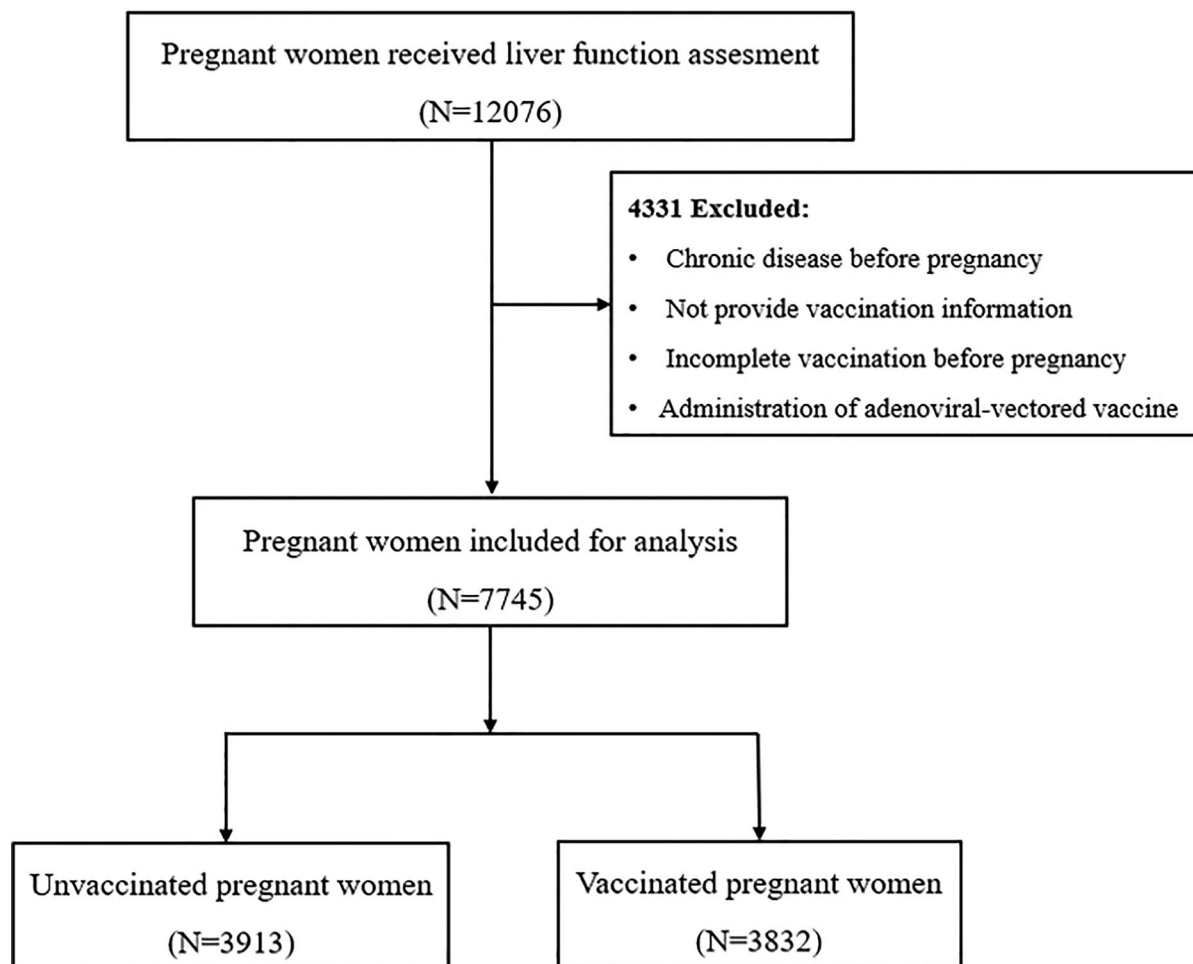 Pregnant women received liver function assesment
(N=12076)
4331 Excluded:
• Chronic disease before pregnancy
• Not provide vaccination information
• Incomplete vaccination before pregnancy
• Administration of adenoviral-vectored vaccine
Pregnant women included for analysis
(N=7745)
Unvaccinated pregnant women
(N=3913)
Vaccinated pregnant women
(N=3832)